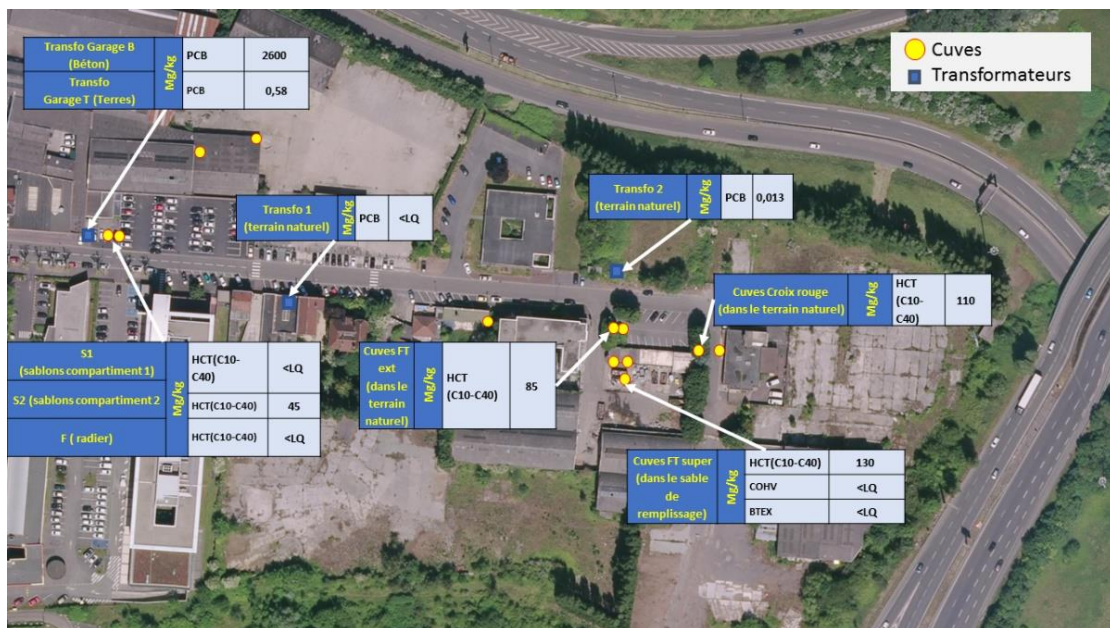 Cuves
Transformateurs
Transfo Garage B
(Béton)
Mg/kg
PCB
2600
Transfo
Garage T (Terres)
PCB
0,58
Transfo 1
(terrain naturel)
Mg/kg
PCB
<LQ
Transfo 2
(terrain naturel)
Mg/kg
PCB
0,013
Cuves Croix rouge
(dans le terrain naturel)
Mg/kg
HCT
(C10-
C40)
110
S1
(sablons compartiment 1)
Mg/kg
HCT(C10-
C40)
<LQ
S2 (sablons compartiment 2
HCT(C10-C40)
45
F ( radier)
HCT(C10-C40)
<LQ
Cuves FT
ext
(dans le
terrain
naturel)
Mg/kg
HCT
(C10-C40)
85
Cuves FT super
(dans le sable
de
remplissage)
Mg/kg
HCT(C10-C40)
130
COHV
<LQ
BTEX
<LQ